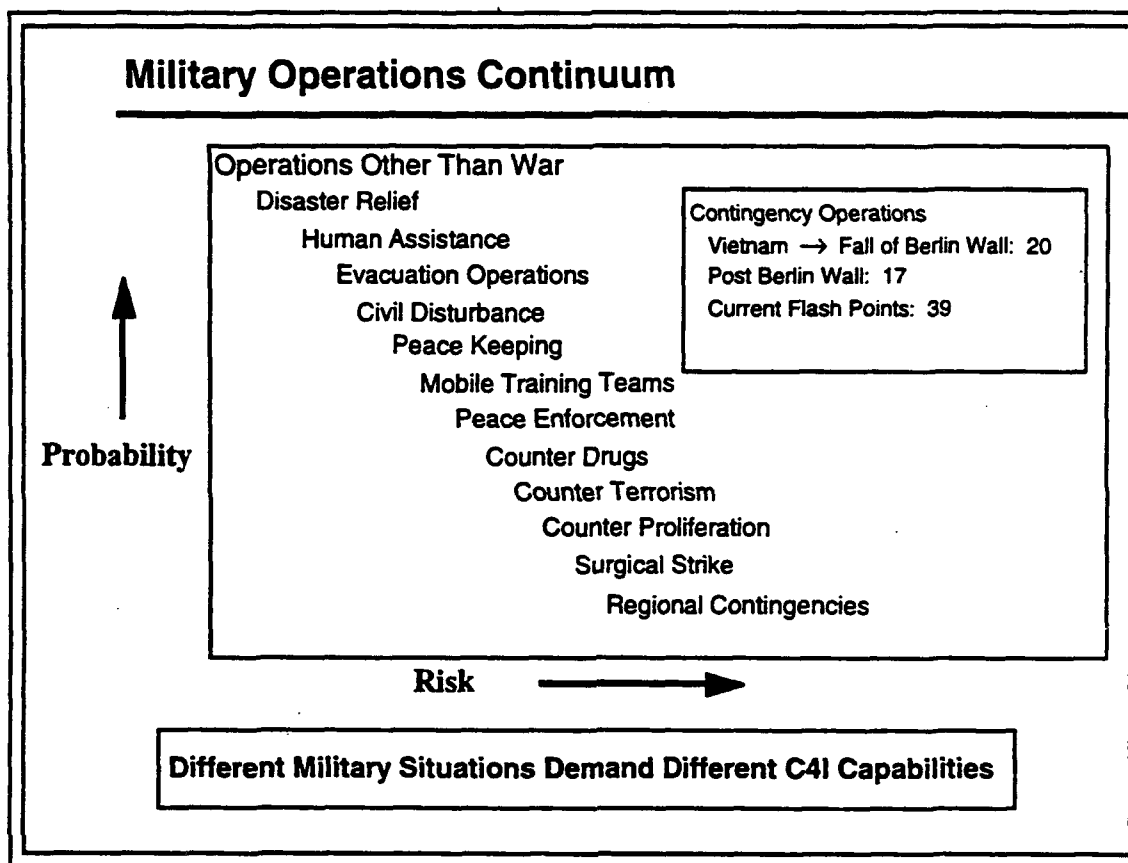 Military Operations Continuum
Operations Other Than War
Disaster Relief
Human Assistance
Evacuation Operations
Civil Disturbance
Peace Keeping
Mobile Training Teams
Peace Enforcement
Counter Drugs
Counter Terrorism
Counter Proliferation
Surgical Strike
Regional Contingencies
Contingency Operations
Vietnam → Fall of Berlin Wall: 20
Post Berlin Wall: 17
Current Flash Points: 39
Probability
Risk
Different Military Situations Demand Different C4I Capabilities